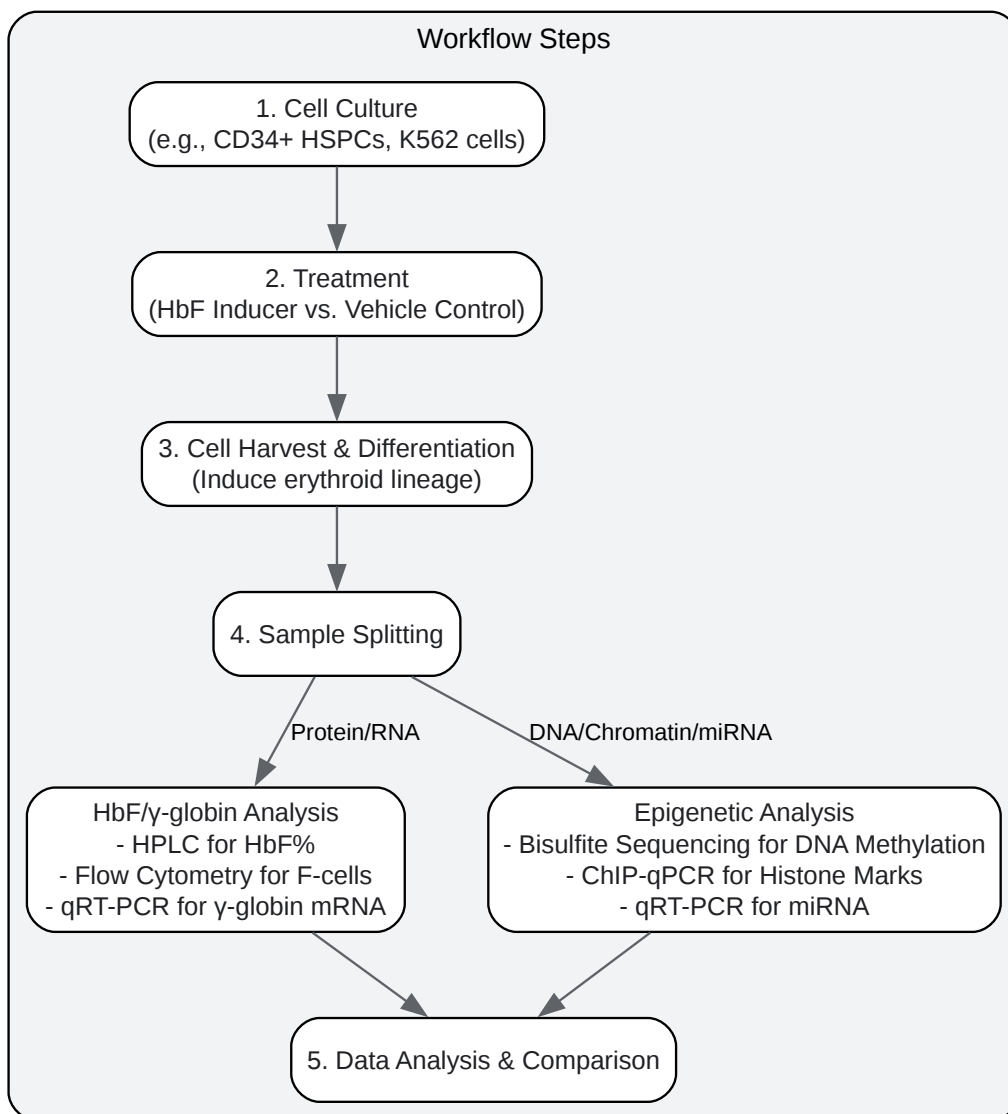 Workflow Steps
1. Cell Culture
(e.g., CD34+ HSPCs, K562 cells)
2. Treatment
(HbF Inducer vs. Vehicle Control)
3. Cell Harvest & Differentiation
(Induce erythroid lineage)
4. Sample Splitting
Protein/RNA
DNA/Chromatin/miRNA
HbF/γ-globin Analysis
- HPLC for HbF%
- Flow Cytometry for F-cells
- qRT-PCR for γ-globin mRNA
Epigenetic Analysis
- Bisulfite Sequencing for DNA Methylation
- ChIP-qPCR for Histone Marks
- qRT-PCR for miRNA
5. Data Analysis & Comparison